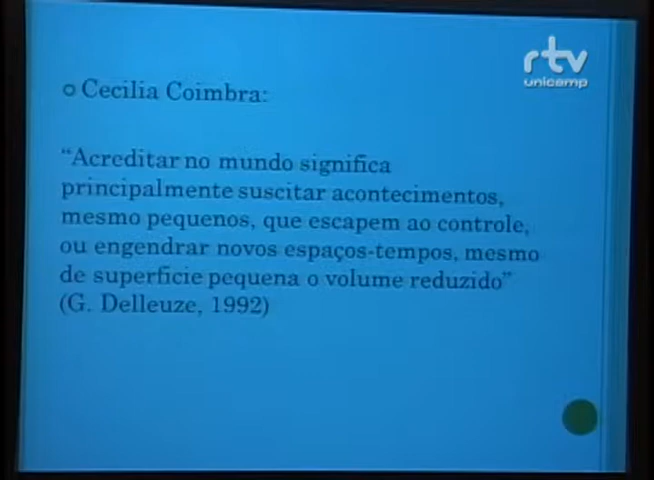 rtv
unicamp
Cecilia Coimbra:
“Acreditar no mundo significa
principalmente suscitar acontecimentos,
mesmo pequenos, que escapem ao controle,
ou engendrar novos espaços-tempos, mesmo
de superfície pequena o volume reduzido”
(G. Delleuze, 1992)